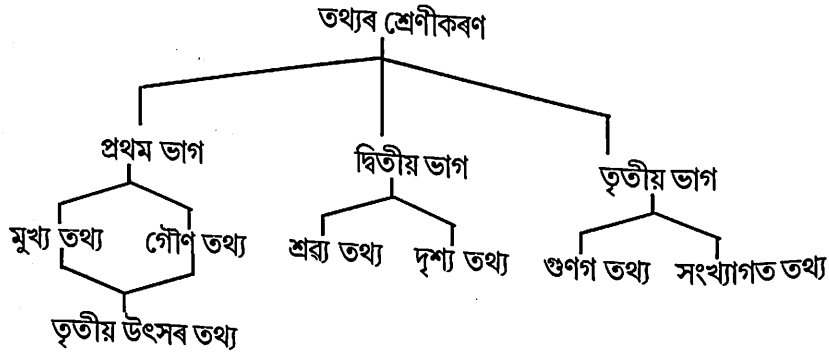 তথ্যৰ শ্ৰেণীকৰণ
প্ৰথম ভাগ
দ্বিতীয় ভাগ
তৃতীয় ভাগ
মুখ্য তথ্য
গৌণ তথ্য
শ্ৰব্য তথ্য
দৃশ্য তথ্য
গুণগ তথ্য
সংখ্যাগত তথ্য
তৃতীয় উৎসৰ তথ্য